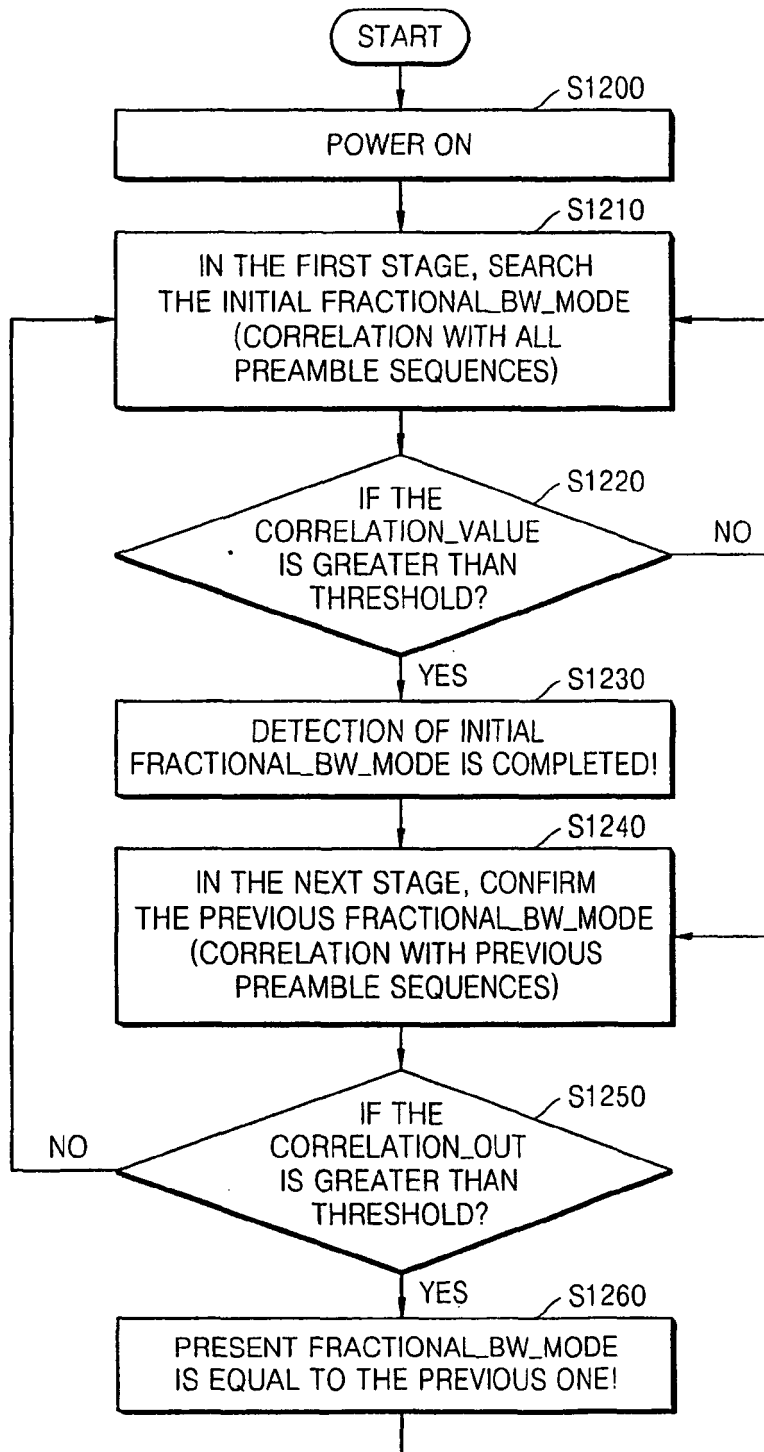 START
S1200
POWER ON
S1210
IN THE FIRST STAGE, SEARCH
THE INITIAL FRACTIONAL_BW_MODE
(CORRELATION WITH ALL
PREAMBLE SEQUENCES)
S1220
IF THE
CORRELATION_VALUE
IS GREATER THAN
THRESHOLD?
NO
YES
S1230
DETECTION OF INITIAL
FRACTIONAL_BW_MODE IS COMPLETED!
S1240
IN THE NEXT STAGE, CONFIRM
THE PREVIOUS FRACTIONAL_BW_MODE
(CORRELATION WITH PREVIOUS
PREAMBLE SEQUENCES)
S1250
IF THE
CORRELATION_OUT
IS GREATER THAN
THRESHOLD?
NO
YES
S1260
PRESENT FRACTIONAL_BW_MODE
IS EQUAL TO THE PREVIOUS ONE!